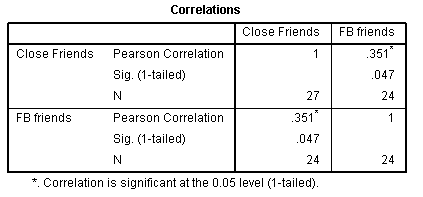 Correlations
Close Friends FB friends
Close Friends Pearson Correlation 1 .351*
Sig. (1-tailed) .047
N 27 24
FB friends Pearson Correlation .351* 1
Sig. (1-tailed) .047
N 24 24
*. Correlation is significant at the 0.05 level (1-tailed).